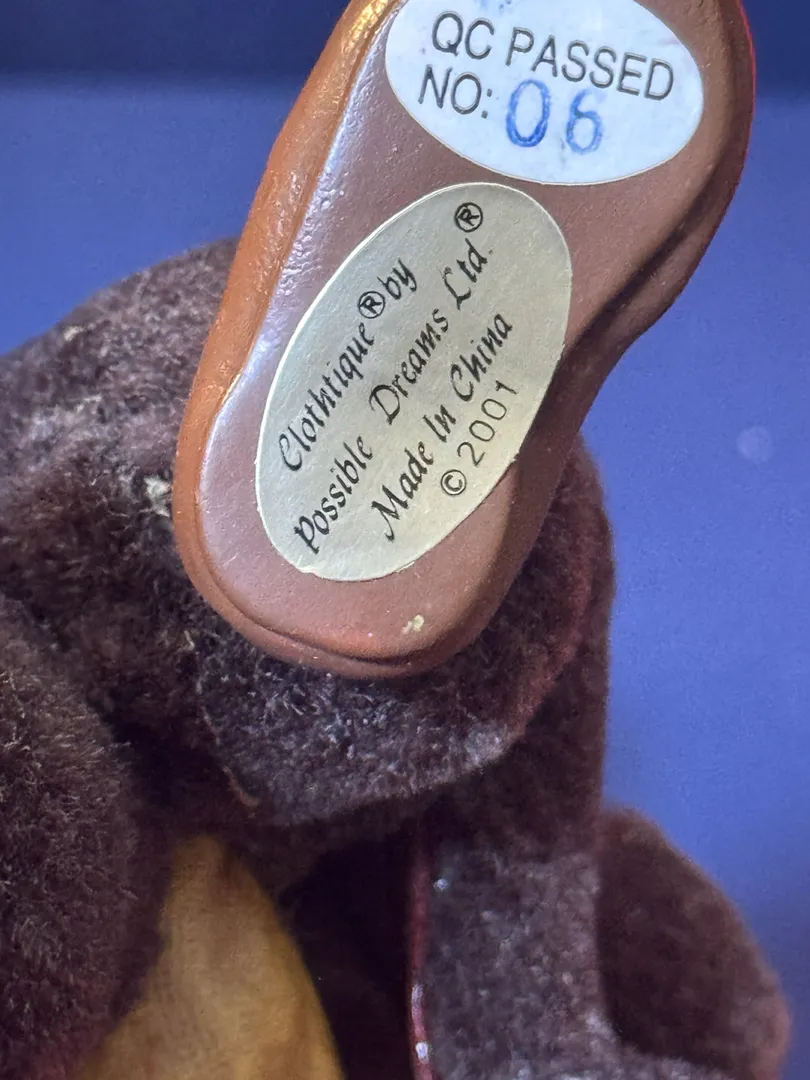 QC PASSED
NO: 06
Clothtique® by
Possible Dreams Ltd.®
Made In China
© 2001